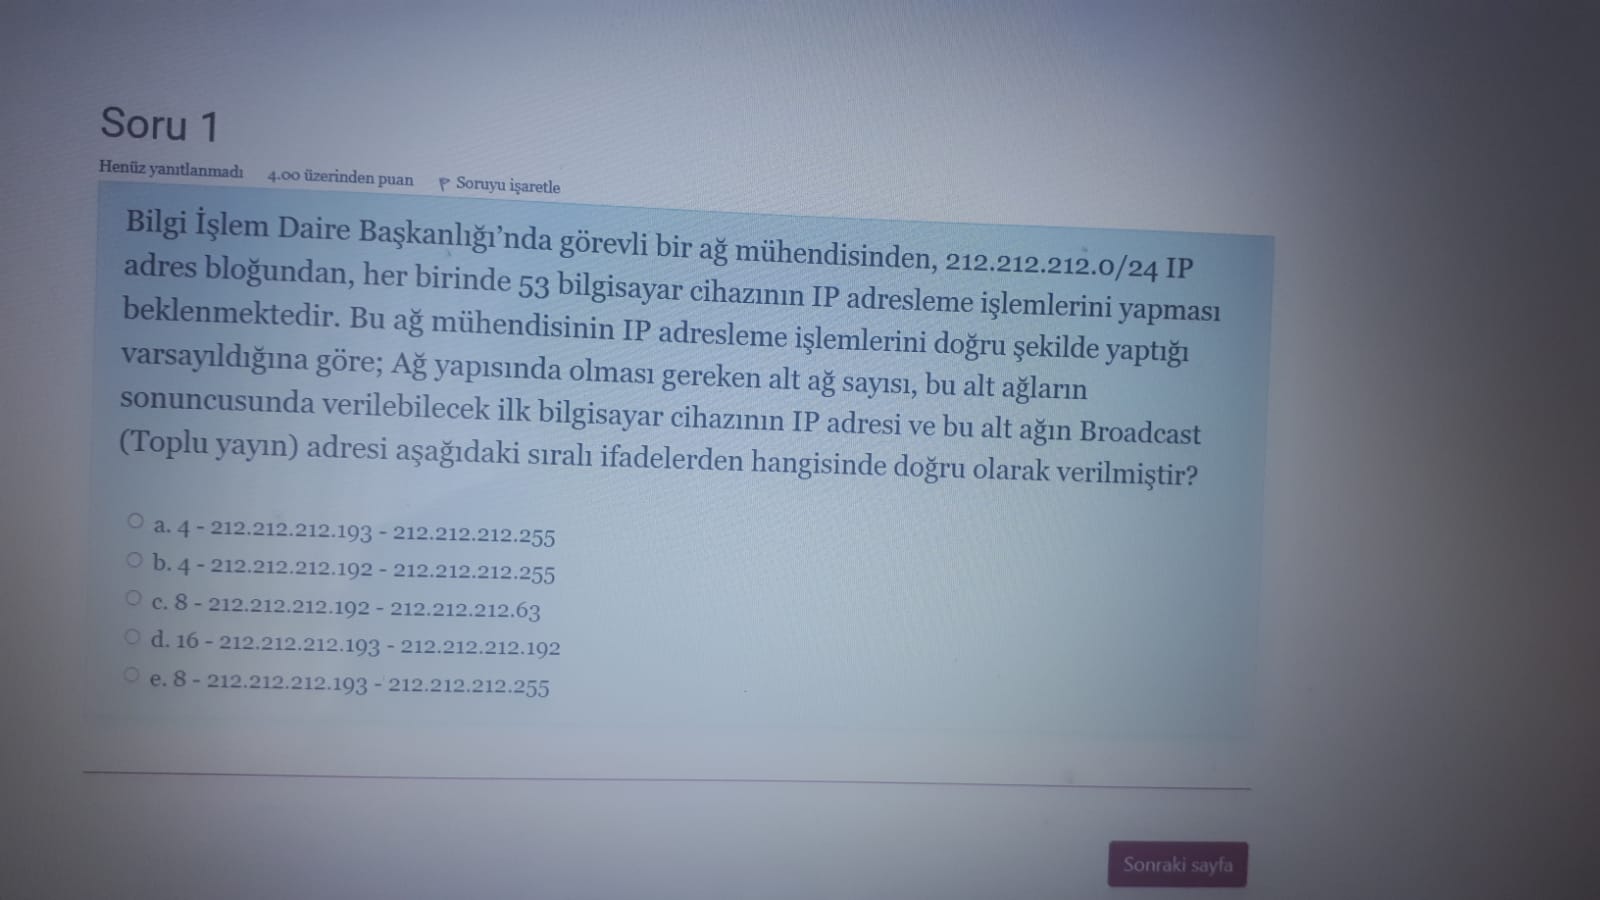 Soru 1
Henüz yanıtlanmadı 4.00 üzerinden puan Soruyu işaretle
Bilgi İşlem Daire Başkanlığı'nda görevli bir ağ mühendisinden, 212.212.212.0/24 IP
adres bloğundan, her birinde 53 bilgisayar cihazının IP adresleme işlemlerini yapması
beklenmektedir. Bu ağ mühendisinin IP adresleme işlemlerini doğru şekilde yaptığı
varsayıldığına göre; Ağ yapısında olması gereken alt ağ sayısı, bu alt ağların
sonuncusunda verilebilecek ilk bilgisayar cihazının IP adresi ve bu alt ağın Broadcast
(Toplu yayın) adresi aşağıdaki sıralı ifadelerden hangisinde doğru olarak verilmiştir?
a. 4 - 212.212.212.193 - 212.212.212.255
b. 4 - 212.212.212.192 - 212.212.212.255
c. 8 - 212.212.212.192 - 212.212.212.63
d. 16 - 212.212.212.193 - 212.212.212.192
e. 8 - 212.212.212.193 - 212.212.212.255
Sonraki sayfa